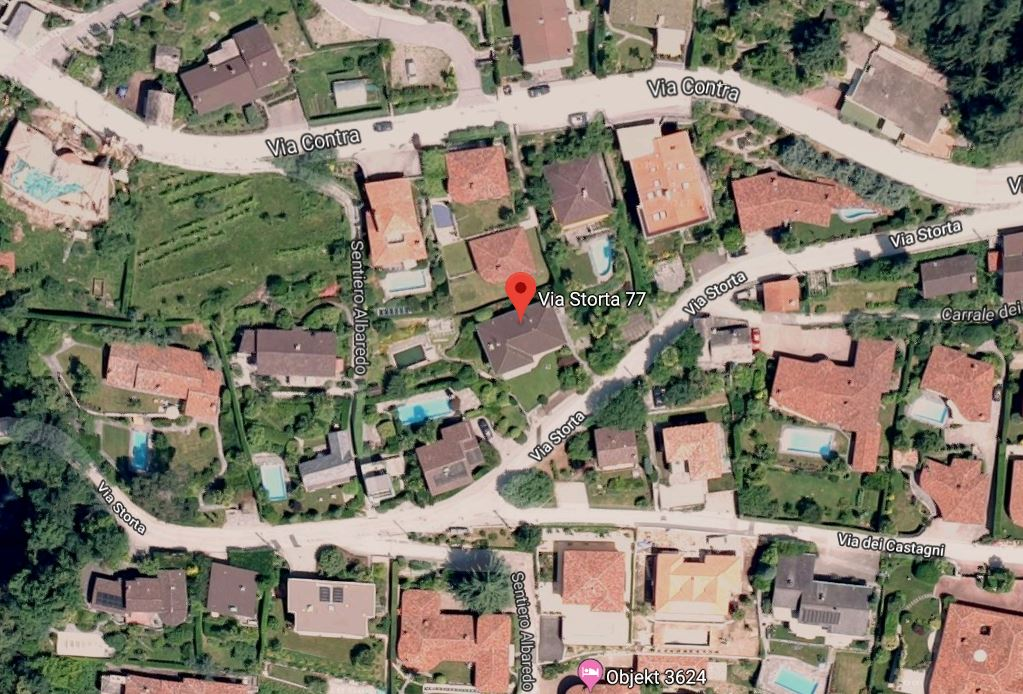 Via Contra
Via Contra
Vi
Via Storta
Via Storta
Sentiero Albaredo
Via Storta 77
Carrale dei
Via Storta
Via Storta
Via dei Castagni
Sentiero Albaredo
Objekt 3624